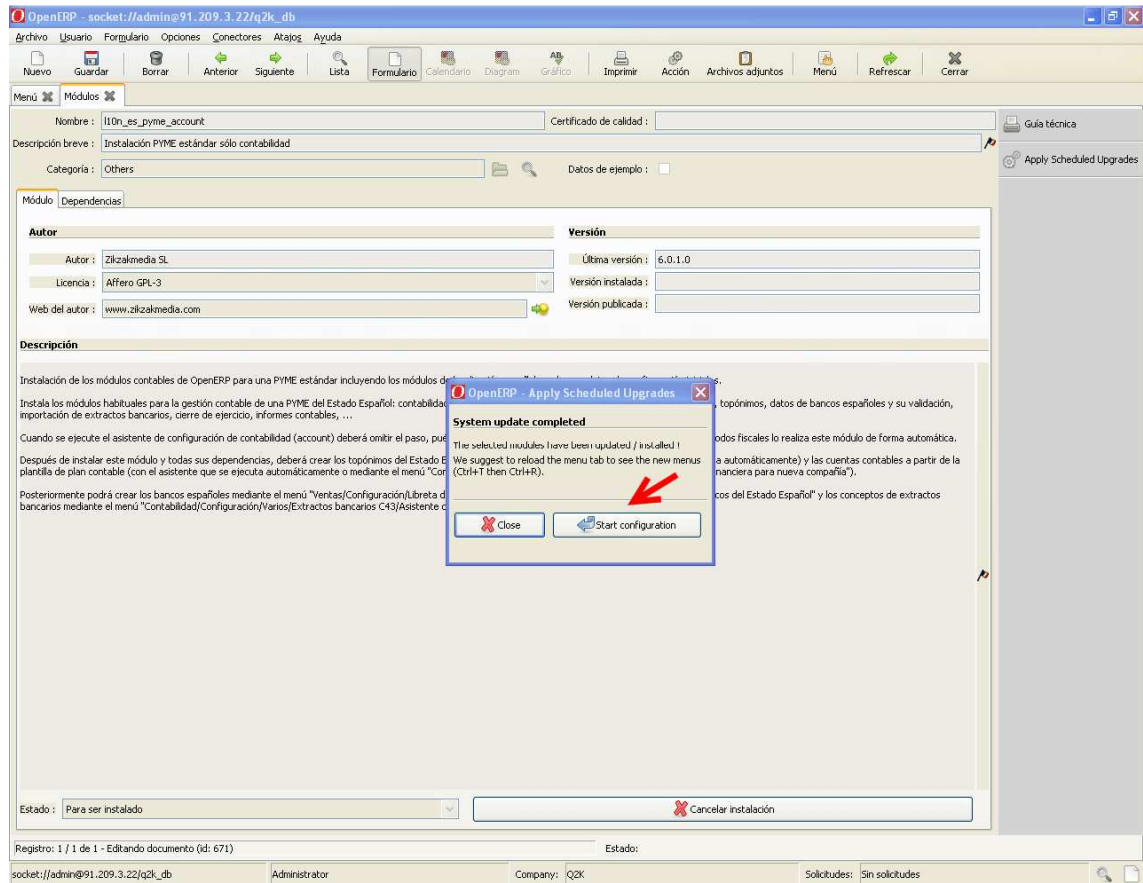 OpenERP - socket://admin@91.209.3.22/q2k_db
Archivo Usuario Formulario Opciones Conectores Atajos Ayuda
Nuevo Guardar Borrar Anterior Siguiente Lista Formulario Calendario Diagram Gráfico Imprimir Acción Archivos adjuntos Menú Refrescar Cerrar
Menú Módulos
Nombre : l10n_es_pyme_account Certificado de calidad :
Guía técnica
Descripción breve : Instalación PYME estándar sólo contabilidad
Apply Scheduled Upgrades
Categoría : Others Datos de ejemplo :
Módulo Dependencias
Autor Versión
Autor : Zikzakmedia SL Última versión : 6.0.1.0
Licencia : Affero GPL-3 Versión instalada :
Web del autor : www.zikzakmedia.com Versión publicada :
Descripción
Instalación de los módulos contables de OpenERP para una PYME estándar incluyendo los módulos de
Instala los módulos habituales para la gestión contable de una PYME del Estado Español: contabilidad , topónimos, datos de bancos españoles y su validación,
importación de extractos bancarios, cierre de ejercicio, informes contables, ...
Cuando se ejecute el asistente de configuración de contabilidad (account) deberá omitir el paso, pue odos fiscales lo realiza este módulo de forma automática.
Después de instalar este módulo y todas sus dependencias, deberá crear los topónimos del Estado E a automáticamente) y las cuentas contables a partir de la
plantilla de plan contable (con el asistente que se ejecuta automáticamente o mediante el menú "Con nanciera para nueva compañía").
Posteriormente podrá crear los bancos españoles mediante el menú "Ventas/Configuración/Libreta d cos del Estado Español" y los conceptos de extractos
bancarios mediante el menú "Contabilidad/Configuración/Varios/Extractos bancarios C43/Asistente c
OpenERP - Apply Scheduled Upgrades
System update completed
The selected modules have been updated / installed !
We suggest to reload the menu tab to see the new menus
(Ctrl+T then Ctrl+R).
Close Start configuration
Estado : Para ser instalado Cancelar instalación
Registro: 1 / 1 de 1 - Editando documento (id: 671) Estado:
socket://admin@91.209.3.22/q2k_db Administrator Company: Q2K Solicitudes: Sin solicitudes